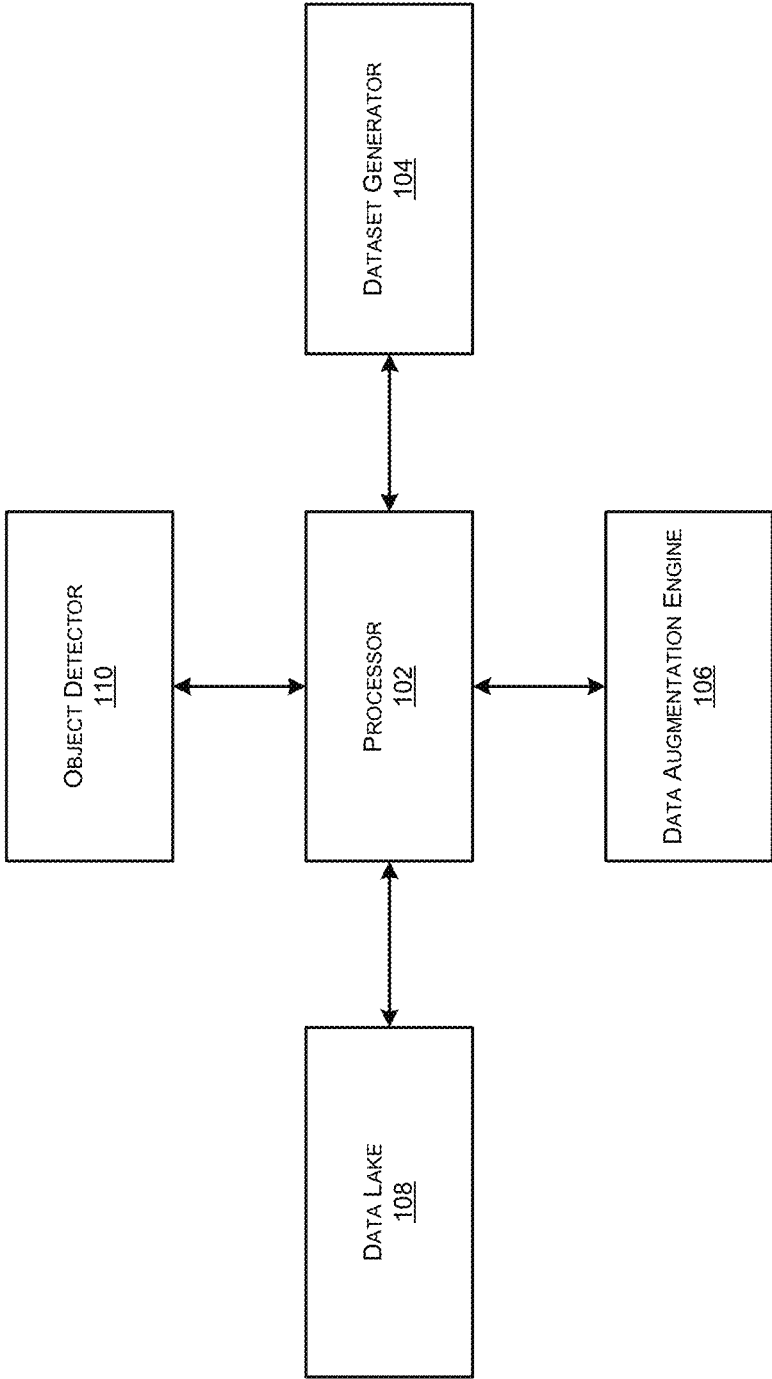 OBJECT DETECTOR
110
DATA LAKE
108
PROCESSOR
102
DATASET GENERATOR
104
DATA AUGMENTATION ENGINE
106